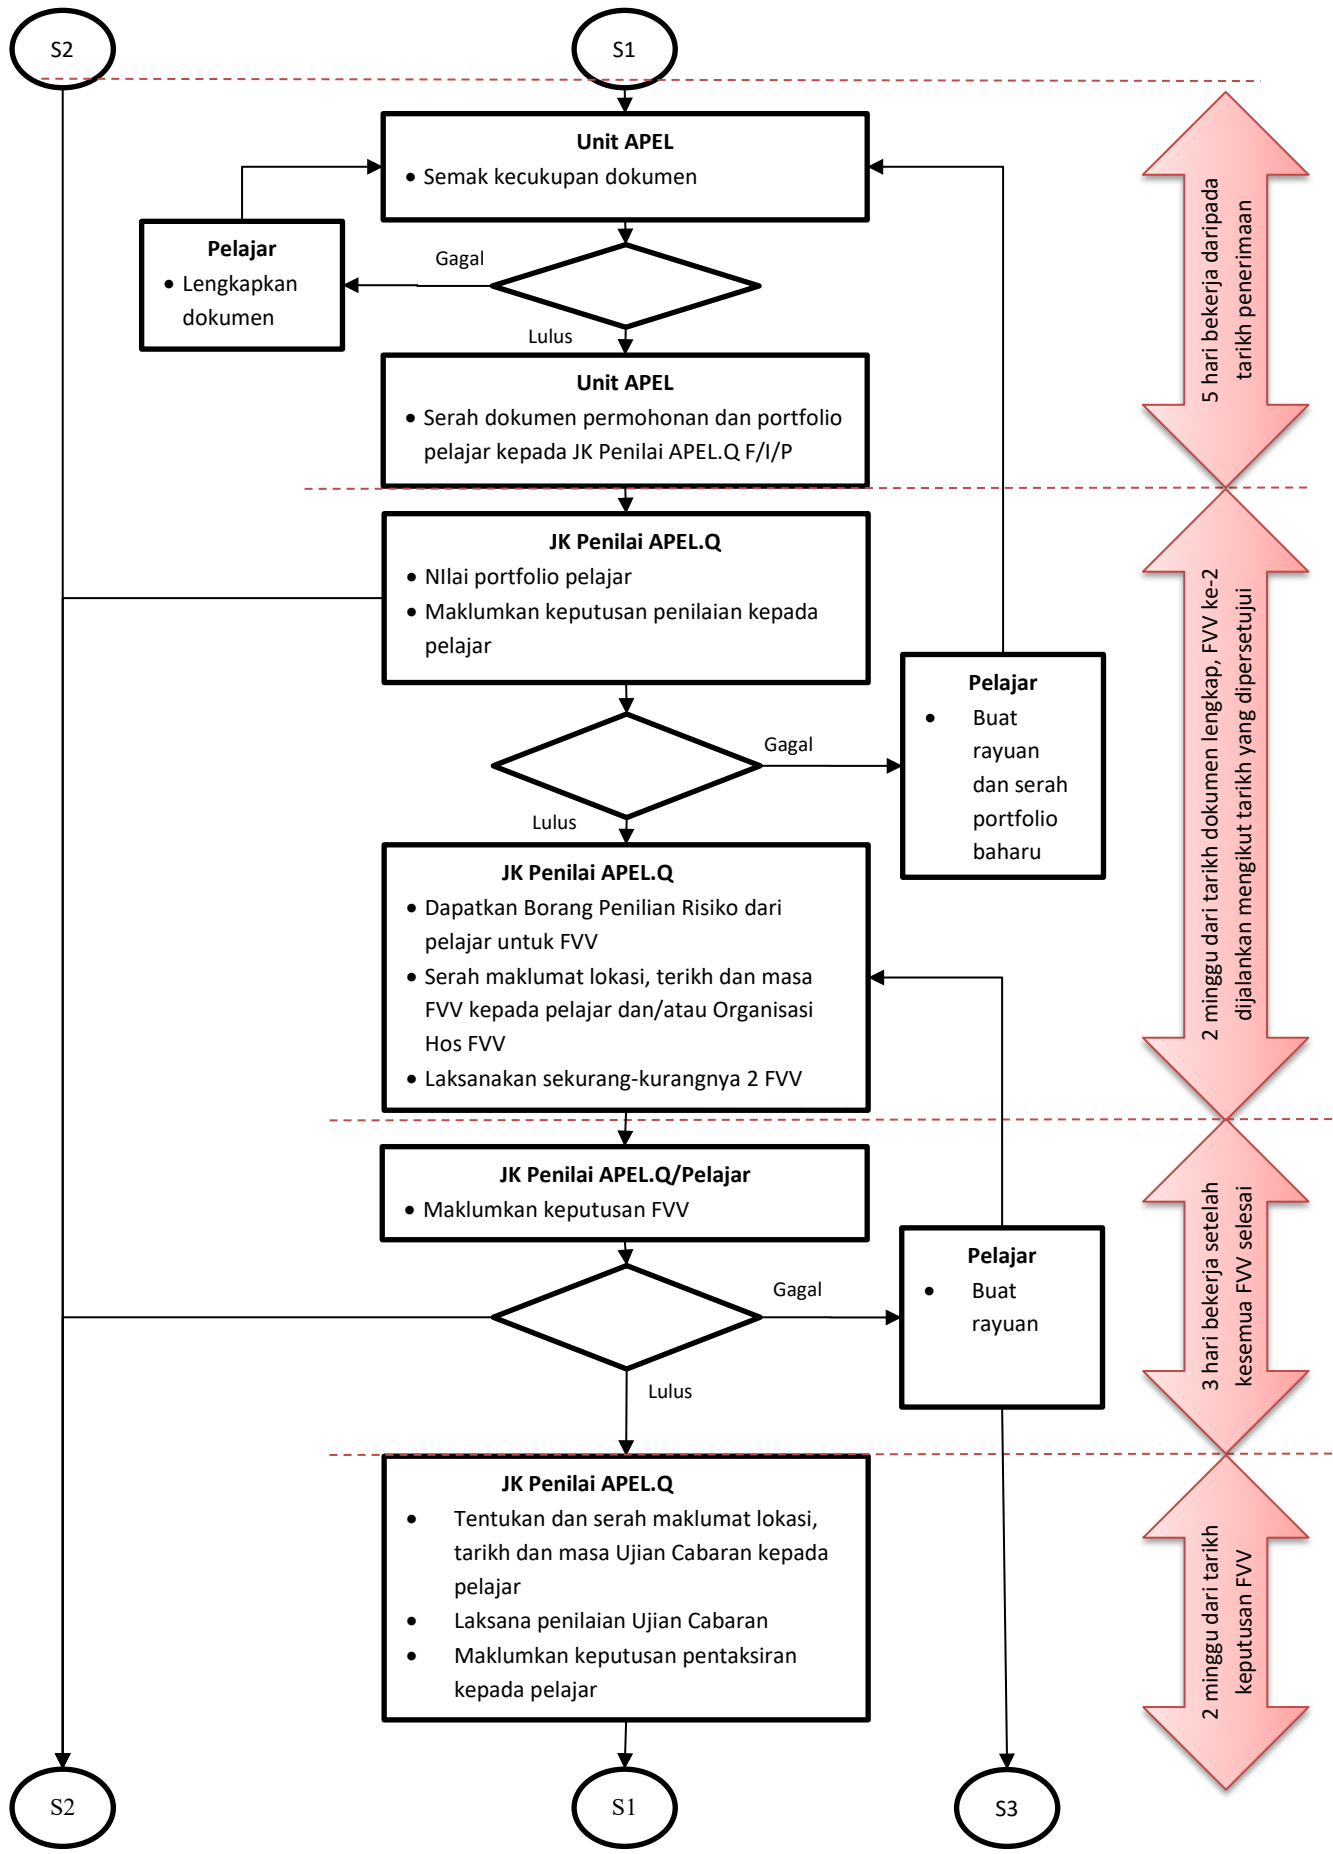 S2
S1
Unit APEL
• Semak kecukupan dokumen
Pelajar
• Lengkapkan
dokumen
Gagal
Lulus
Unit APEL
• Serah dokumen permohonan dan portfolio
pelajar kepada JK Penilai APEL.Q F/I/P
5 hari bekerja daripada
tarikh penerimaan
JK Penilai APEL.Q
• NIlai portfolio pelajar
• Maklumkan keputusan penilaian kepada
pelajar
Gagal
Lulus
Pelajar
• Buat
rayuan
dan serah
portfolio
baharu
JK Penilai APEL.Q
• Dapatkan Borang Penilian Risiko dari
pelajar untuk FVV
• Serah maklumat lokasi, terikh dan masa
FVV kepada pelajar dan/atau Organisasi
Hos FVV
• Laksanakan sekurang-kurangnya 2 FVV
2 minggu dari tarikh dokumen lengkap, FVV ke-2
dijalankan mengikut tarikh yang dipersetujui
JK Penilai APEL.Q/Pelajar
• Maklumkan keputusan FVV
Gagal
Lulus
Pelajar
• Buat
rayuan
3 hari bekerja setelah
kesemua FVV selesai
JK Penilai APEL.Q
• Tentukan dan serah maklumat lokasi,
tarikh dan masa Ujian Cabaran kepada
pelajar
• Laksana penilaian Ujian Cabaran
• Maklumkan keputusan pentaksiran
kepada pelajar
2 minggu dari tarikh
keputusan FVV
S2
S1
S3